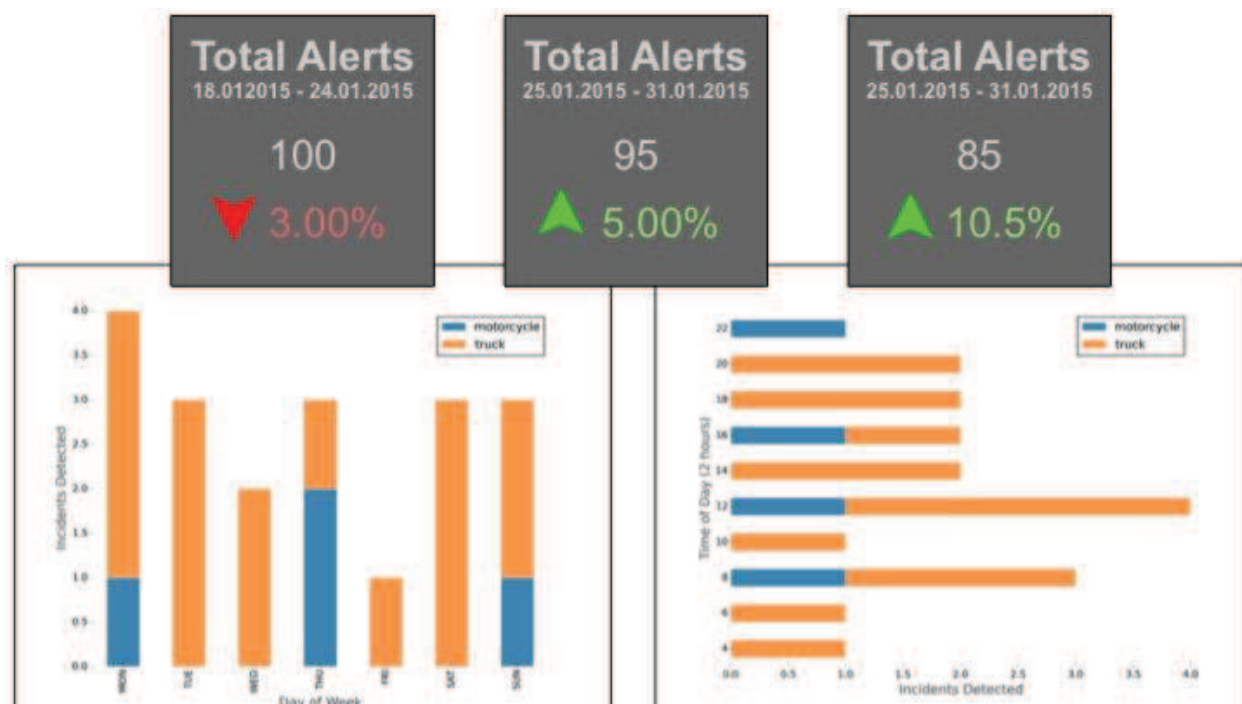 Total Alerts
18.012015 - 24.01.2015
100
3.00%
Total Alerts
25.01.2015 - 31.01.2015
95
5.00%
Total Alerts
25.01.2015 - 31.01.2015
85
10.5%
motorcycle
truck
Incidents Detected
4.0
3.5
3.0
2.5
2.0
1.5
1.0
0.5
0.0
MON
TUE
WED
THU
FRI
SAT
SUN
Day of Week
motorcycle
truck
Time of Day (2 hours)
22
20
18
16
14
12
10
8
6
4
0.0
0.5
1.0
1.5
2.0
2.5
3.0
3.5
4.0
Incidents Detected